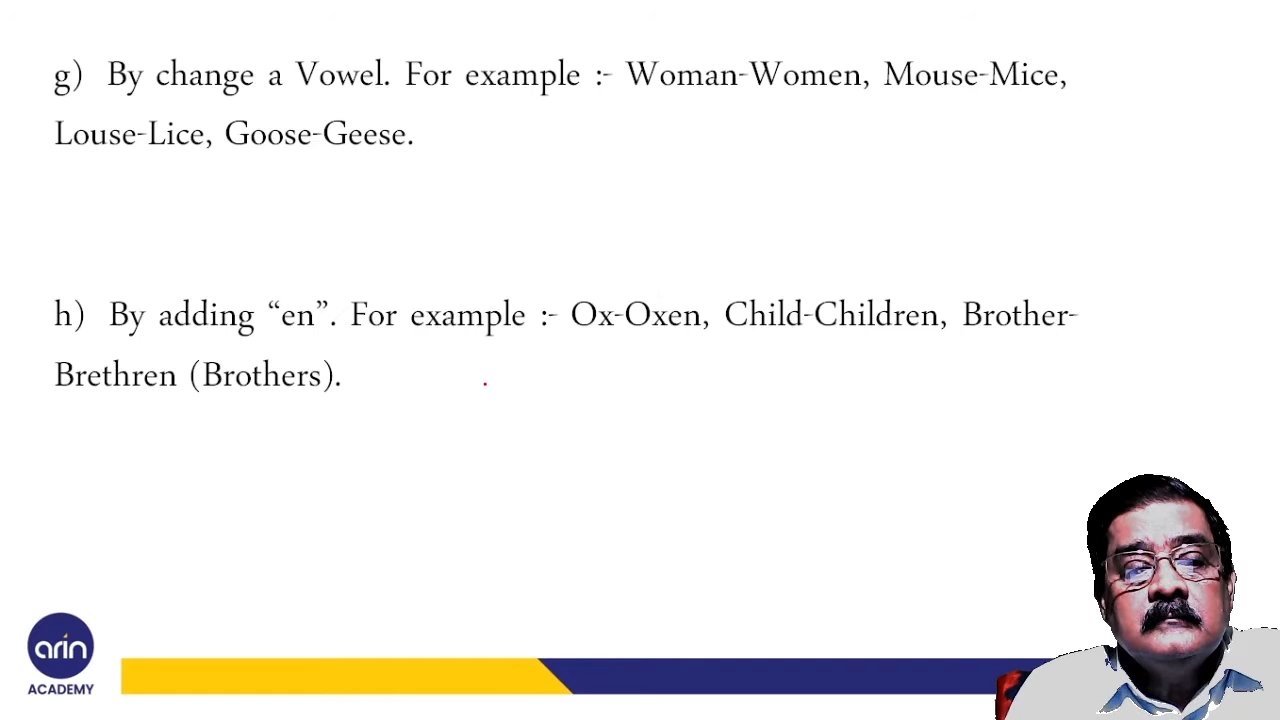 g) By change a Vowel. For example :- Woman-Women, Mouse-Mice,
Louse-Lice, Goose-Geese.
h) By adding “en”. For example :- Ox-Oxen, Child-Children, Brother-
Brethren (Brothers).
arin
ACADEMY